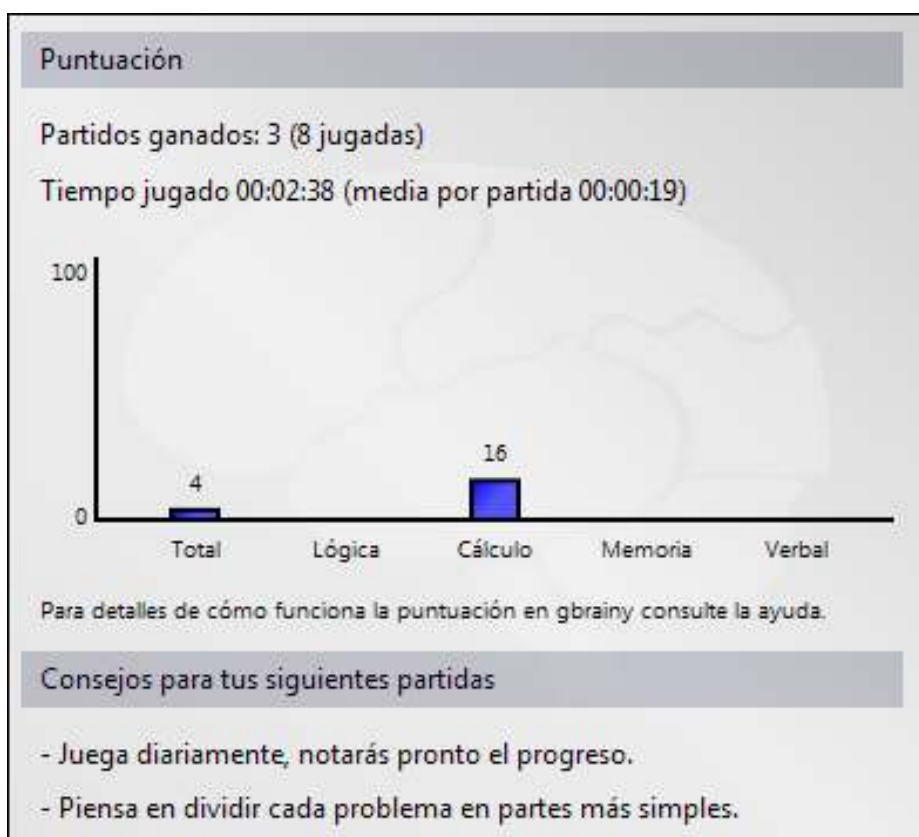 Puntuación
Partidos ganados: 3 (8 jugadas)
Tiempo jugado 00:02:38 (media por partida 00:00:19)
100
16
4
0
Total Lógica Cálculo Memoria Verbal
Para detalles de cómo funciona la puntuación en gbrainy consulte la ayuda.
Consejos para tus siguientes partidas
- Juega diariamente, notarás pronto el progreso.
- Piensa en dividir cada problema en partes más simples.